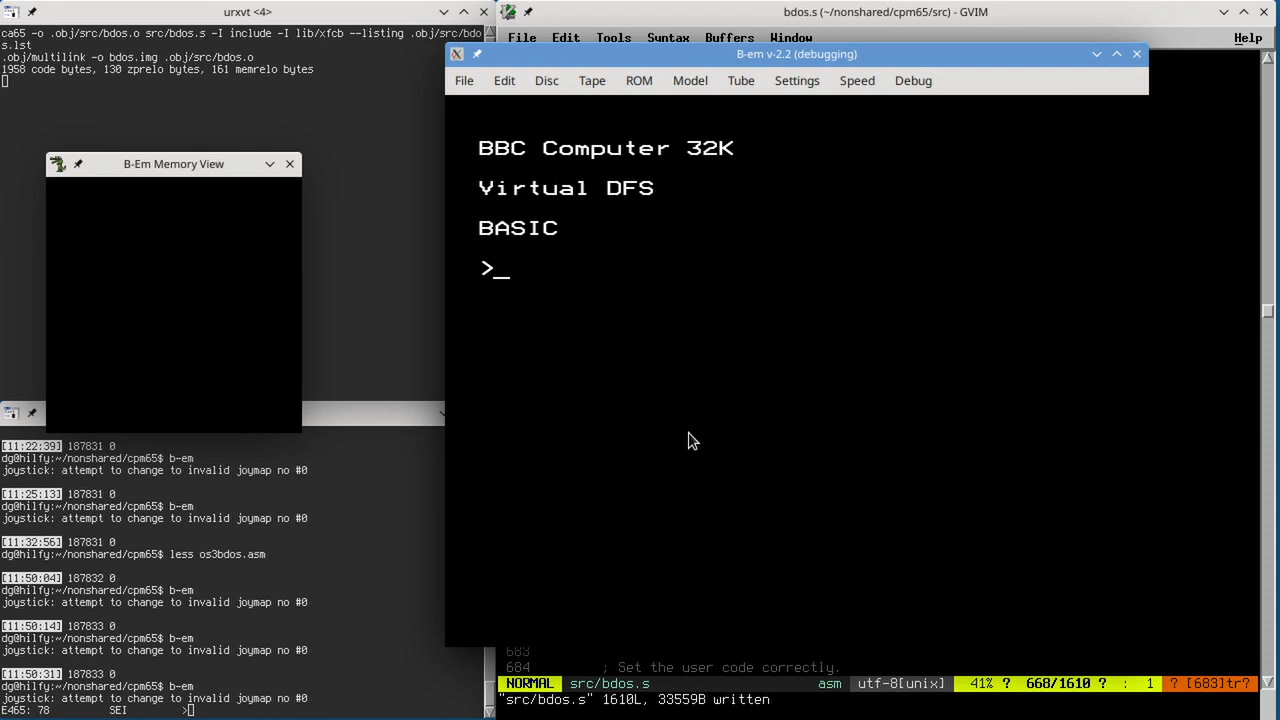 urxvt <4>
ca65 -o .obj/src/bdos.o src/bdos.s -I include -I lib/xfcb --listing .obj/src/bdo
s.lst
.obj/multilink -o bdos.img .obj/src/bdos.o
1958 code bytes, 130 zprelo bytes, 161 memrelo bytes
B-Em Memory View
[11:22:39] 187831 0
dg@hilfy:~/nonshared/cpm65$ b-em
joystick: attempt to change to invalid joymap no #0
[11:25:13] 187831 0
dg@hilfy:~/nonshared/cpm65$ b-em
joystick: attempt to change to invalid joymap no #0
[11:32:56] 187831 0
dg@hilfy:~/nonshared/cpm65$ less os3bdos.asm
[11:50:04] 187832 0
dg@hilfy:~/nonshared/cpm65$ b-em
joystick: attempt to change to invalid joymap no #0
[11:50:14] 187833 0
dg@hilfy:~/nonshared/cpm65$ b-em
joystick: attempt to change to invalid joymap no #0
[11:50:31] 187833 0
dg@hilfy:~/nonshared/cpm65$ b-em
joystick: attempt to change to invalid joymap no #0
E465: 78 SEI >
bdos.s (~/nonshared/cpm65/src) - GVIM
File Edit Tools Syntax Buffers Window Help
B-em v-2.2 (debugging)
File Edit Disc Tape ROM Model Tube Settings Speed Debug
BBC Computer 32K
Virtual DFS
BASIC
>_
683
684 ; Set the user code correctly.
NORMAL src/bdos.s asm utf-8[unix] 41% ? 668/1610 ? : 1 ? [683]tr?
"src/bdos.s" 1610L, 33559B written